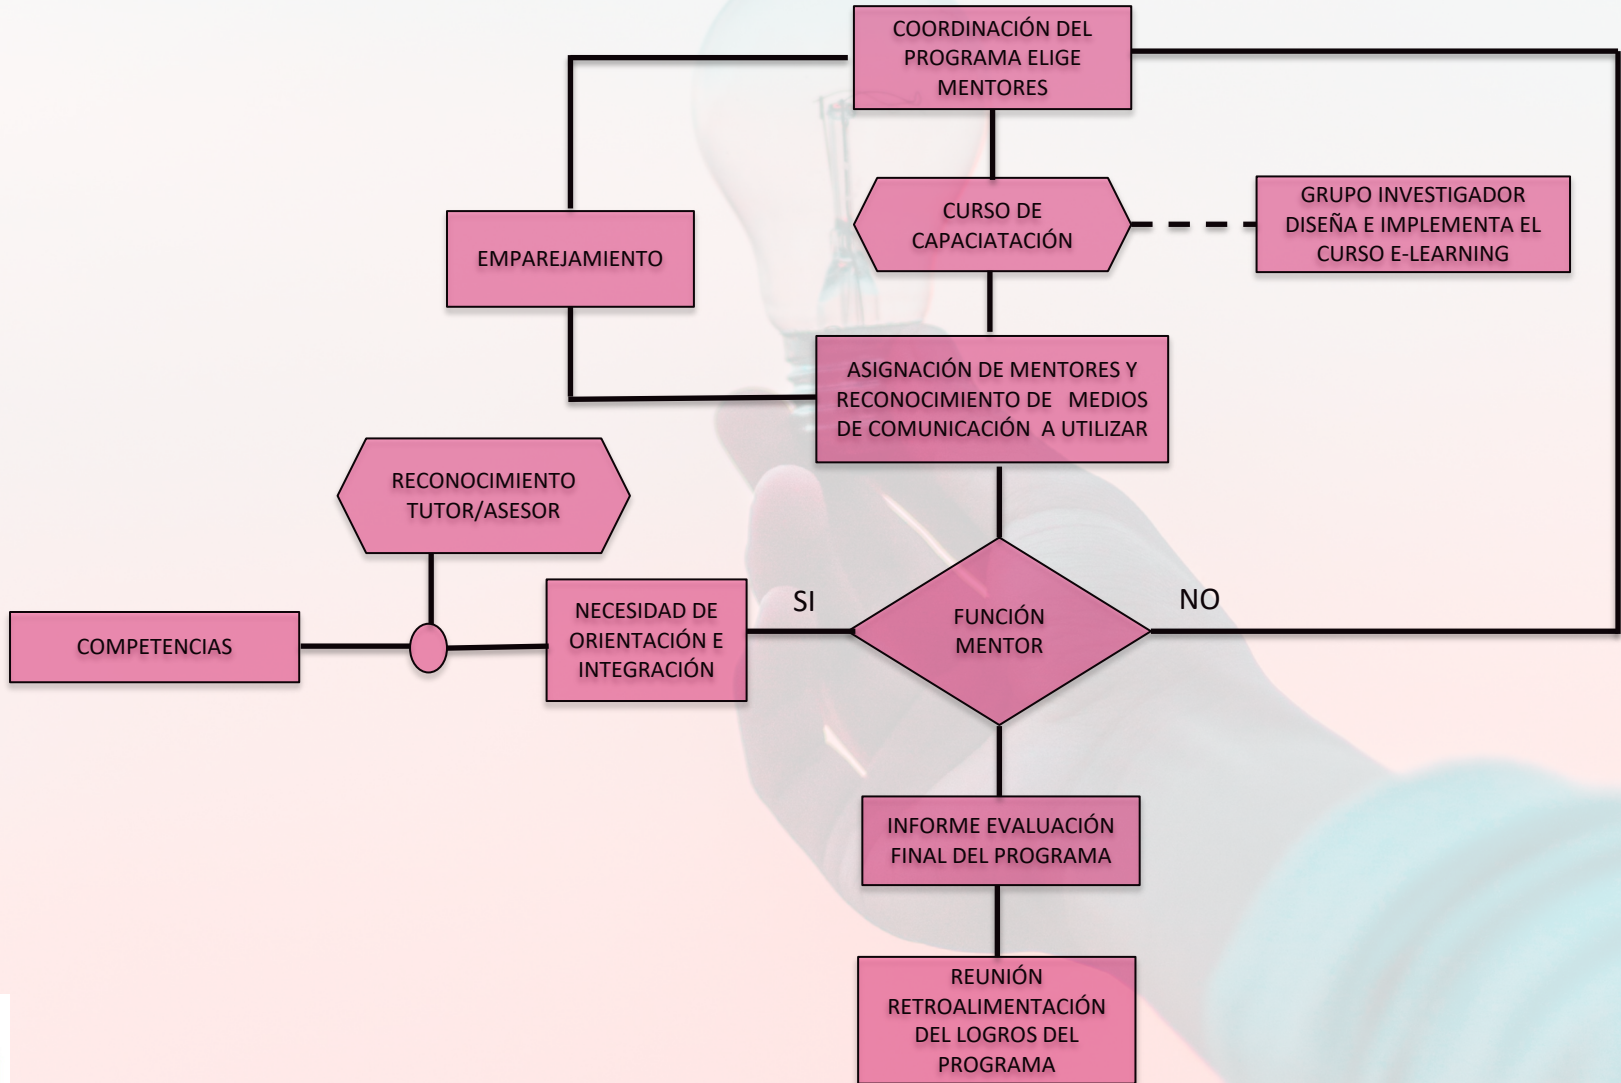 COORDINACIÓN DEL
PROGRAMA ELIGE
MENTORES
CURSO DE
CAPACIATACIÓN
GRUPO INVESTIGADOR
DISEÑA E IMPLEMENTA EL
CURSO E-LEARNING
EMPAREJAMIENTO
ASIGNACIÓN DE MENTORES Y
RECONOCIMIENTO DE MEDIOS
DE COMUNICACIÓN A UTILIZAR
RECONOCIMIENTO
TUTOR/ASESOR
COMPETENCIAS
NECESIDAD DE
ORIENTACIÓN E
INTEGRACIÓN
SI
FUNCIÓN
MENTOR
NO
INFORME EVALUACIÓN
FINAL DEL PROGRAMA
REUNIÓN
RETROALIMENTACIÓN
DEL LOGROS DEL
PROGRAMA